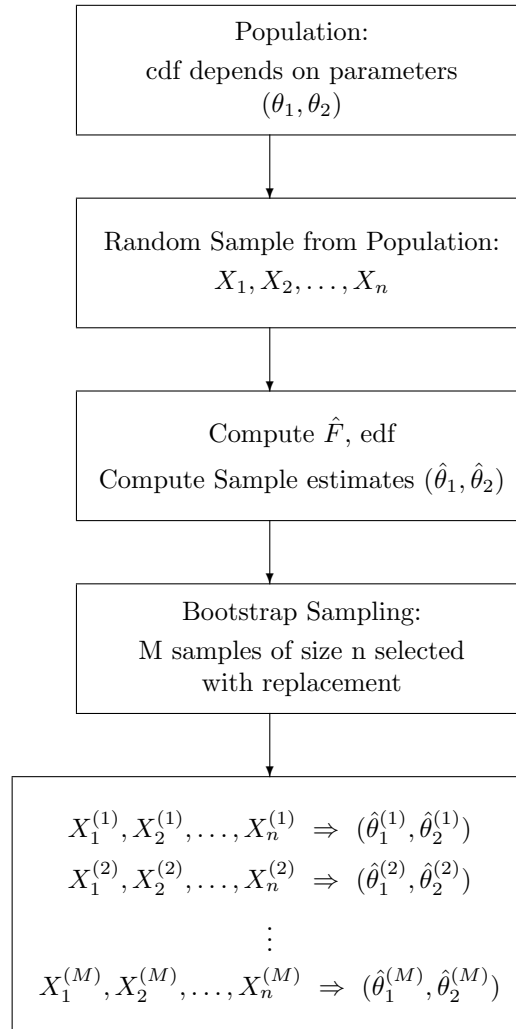 Population:
cdf depends on parameters
(θ₁, θ₂)
Random Sample from Population:
X₁, X₂, . . . , Xₙ
Compute F̂, edf
Compute Sample estimates (θ̂₁, θ̂₂)
Bootstrap Sampling:
M samples of size n selected
with replacement
X₁⁽¹⁾, X₂⁽¹⁾, . . . , Xₙ⁽¹⁾ ⇒ (θ̂₁⁽¹⁾, θ̂₂⁽¹⁾)
X₁⁽²⁾, X₂⁽²⁾, . . . , Xₙ⁽²⁾ ⇒ (θ̂₁⁽²⁾, θ̂₂⁽²⁾)
⋮
X₁⁽ᴹ⁾, X₂⁽ᴹ⁾, . . . , Xₙ⁽ᴹ⁾ ⇒ (θ̂₁⁽ᴹ⁾, θ̂₂⁽ᴹ⁾)